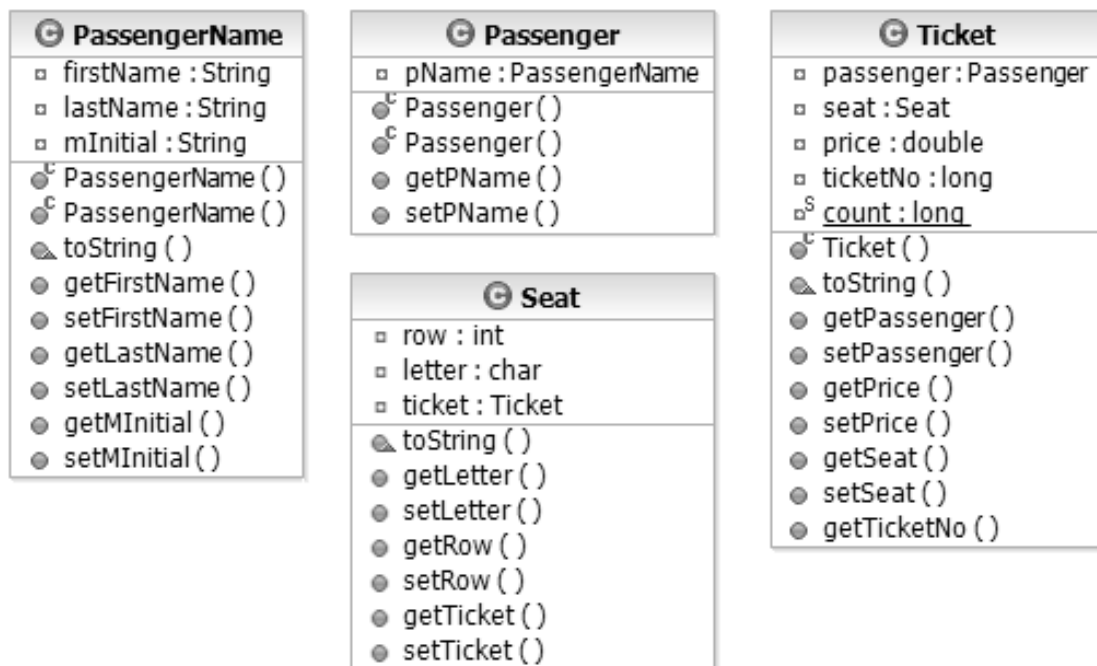 PassengerName
firstName : String
lastName : String
mInitial : String
PassengerName ( )
PassengerName ( )
toString ( )
getFirstName ( )
setFirstName ( )
getLastName ( )
setLastName ( )
getMInitial ( )
setMInitial ( )
Passenger
pName : PassengerName
Passenger ( )
Passenger ( )
getPName ( )
setPName ( )
Seat
row : int
letter : char
ticket : Ticket
toString ( )
getLetter ( )
setLetter ( )
getRow ( )
setRow ( )
getTicket ( )
setTicket ( )
Ticket
passenger : Passenger
seat : Seat
price : double
ticketNo : long
count : long
Ticket ( )
toString ( )
getPassenger ( )
setPassenger ( )
getPrice ( )
setPrice ( )
getSeat ( )
setSeat ( )
getTicketNo ( )